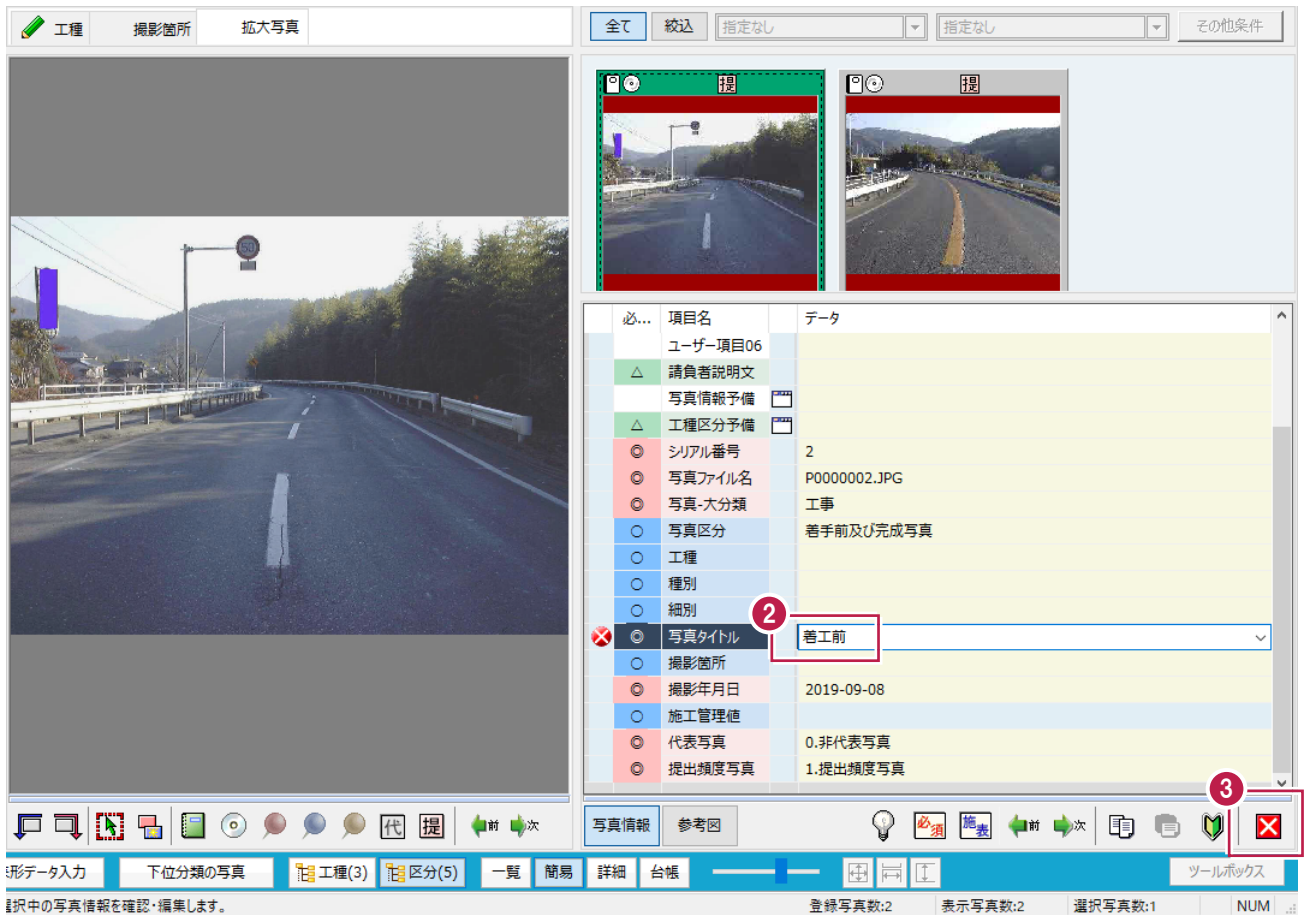 工種 撮影箇所 拡大写真
全て 絞込 指定なし 指定なし その他条件
提 提
50
必... 項目名 データ
ユーザー項目06
△ 請負者説明文
写真情報予備
△ 工種区分予備
◎ シリアル番号 2
◎ 写真ファイル名 P0000002.JPG
◎ 写真-大分類 工事
○ 写真区分 着手前及び完成写真
○ 工種
○ 種別
○ 細別
2
◎ 写真タイトル 着工前
○ 撮影箇所
◎ 撮影年月日 2019-09-08
○ 施工管理値
◎ 代表写真 0.非代表写真
◎ 提出頻度写真 1.提出頻度写真
3
代 提 前 次
写真情報 参考図 必須 施表 前 次
形データ入力 下位分類の写真 工種(3) 区分(5) 一覧 簡易 詳細 台帳 ツールボックス
選択中の写真情報を確認・編集します。 登録写真数:2 表示写真数:2 選択写真数:1 NUM